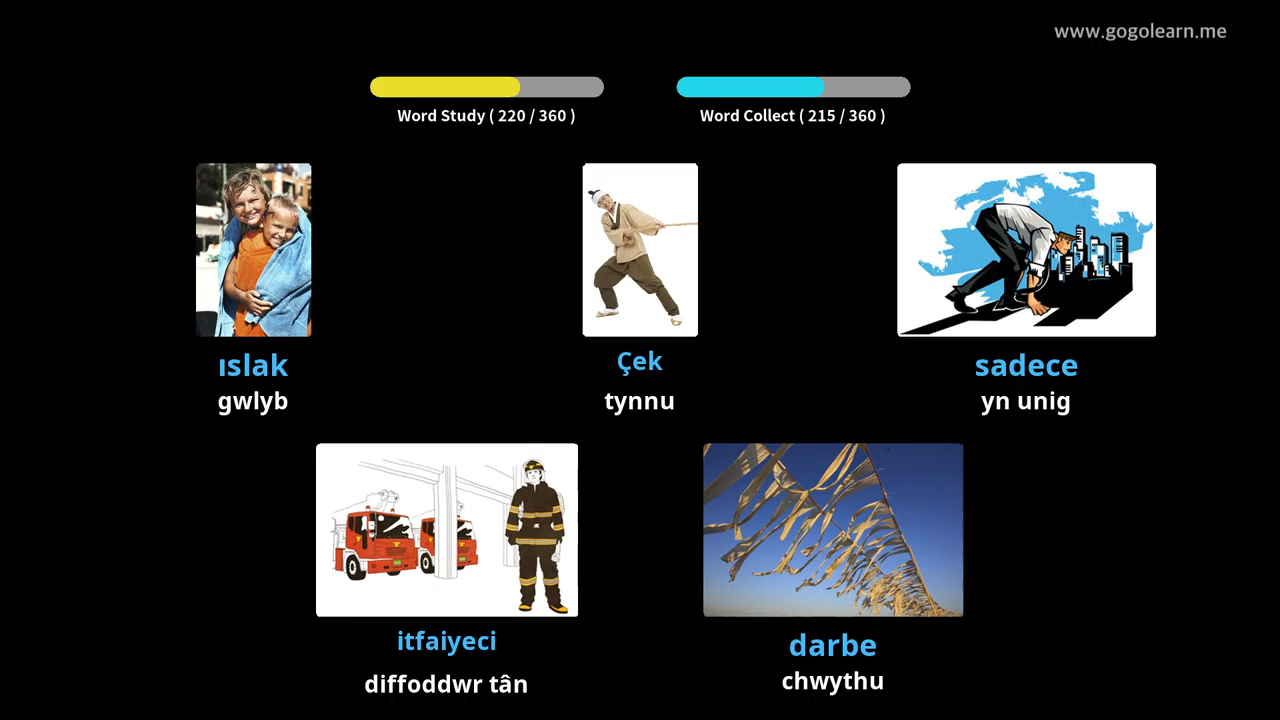 www.gogolearn.me
Word Study ( 220 / 360 )
Word Collect ( 215 / 360 )
ıslak
gwlyb
Çek
tynnu
sadece
yn unig
itfaiyeci
diffoddwr tân
darbe
chwythu